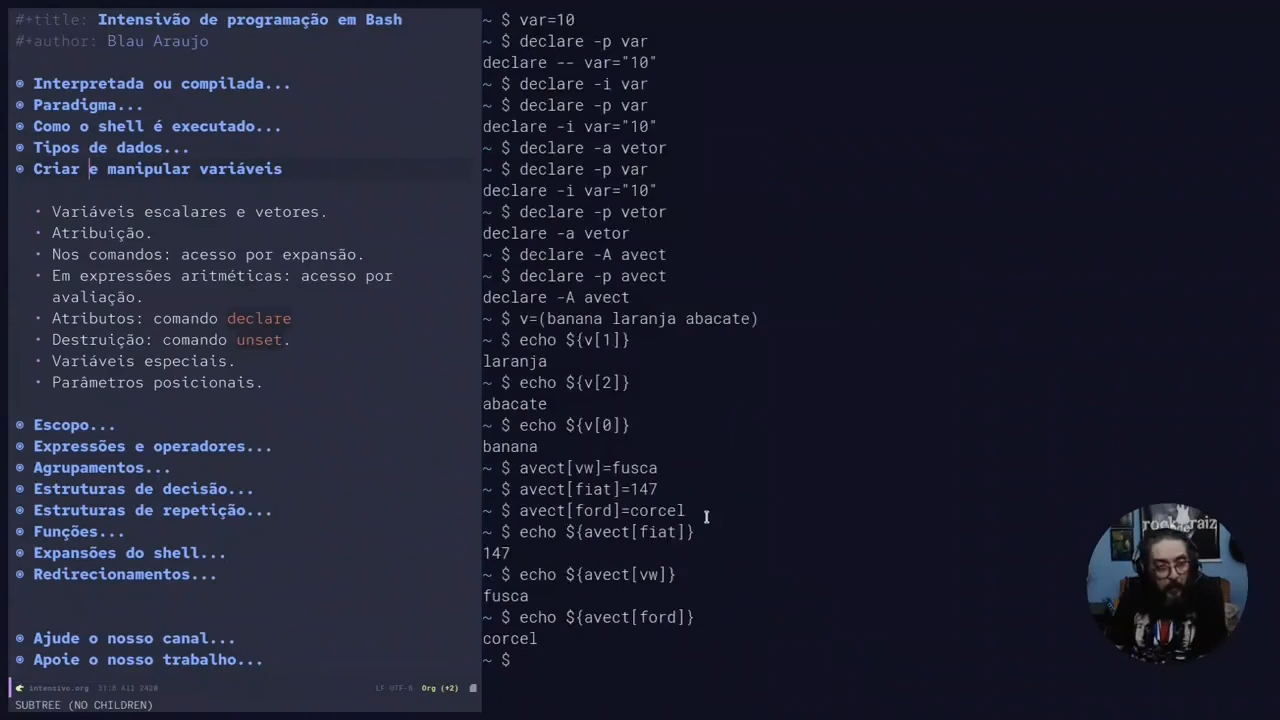 #+title: Intensivão de programação em Bash
#+author: Blau Araujo
Interpretada ou compilada...
Paradigma...
Como o shell é executado...
Tipos de dados...
Criar e manipular variáveis
• Variáveis escalares e vetores.
• Atribuição.
• Nos comandos: acesso por expansão.
• Em expressões aritméticas: acesso por
avaliação.
• Atributos: comando declare
• Destruição: comando unset.
• Variáveis especiais.
• Parâmetros posicionais.
Escopo...
Expressões e operadores...
Agrupamentos...
Estruturas de decisão...
Estruturas de repetição...
Funções...
Expansões do shell...
Redirecionamentos...
Ajude o nosso canal...
Apoie o nosso trabalho...
intensivo.org 31:8 All 2428 LF UTF-8 Org (+2)
SUBTREE (NO CHILDREN)
~ $ var=10
~ $ declare -p var
declare -- var="10"
~ $ declare -i var
~ $ declare -p var
declare -i var="10"
~ $ declare -a vetor
~ $ declare -p var
declare -i var="10"
~ $ declare -p vetor
declare -a vetor
~ $ declare -A avect
~ $ declare -p avect
declare -A avect
~ $ v=(banana laranja abacate)
~ $ echo ${v[1]}
laranja
~ $ echo ${v[2]}
abacate
~ $ echo ${v[0]}
banana
~ $ avect[vw]=fusca
~ $ avect[fiat]=147
~ $ avect[ford]=corcel
~ $ echo ${avect[fiat]}
147
~ $ echo ${avect[vw]}
fusca
~ $ echo ${avect[ford]}
corcel
~ $
rock raiz